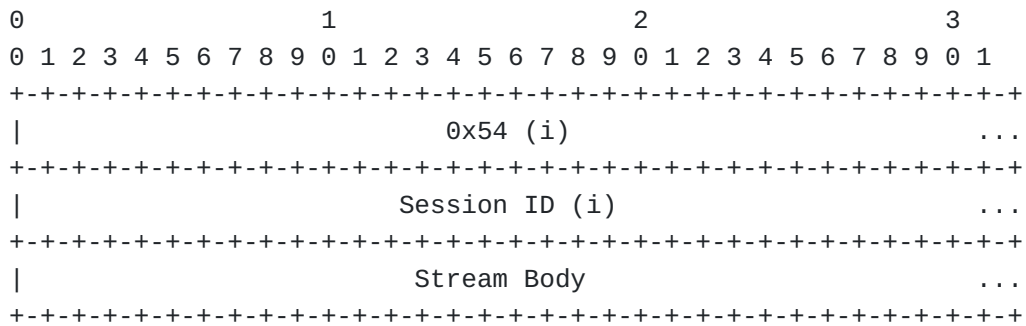 0                   1                   2                   3
0 1 2 3 4 5 6 7 8 9 0 1 2 3 4 5 6 7 8 9 0 1 2 3 4 5 6 7 8 9 0 1
+-+-+-+-+-+-+-+-+-+-+-+-+-+-+-+-+-+-+-+-+-+-+-+-+-+-+-+-+-+-+-+-+
|                           0x54 (i)                          ...
+-+-+-+-+-+-+-+-+-+-+-+-+-+-+-+-+-+-+-+-+-+-+-+-+-+-+-+-+-+-+-+-+
|                        Session ID (i)                       ...
+-+-+-+-+-+-+-+-+-+-+-+-+-+-+-+-+-+-+-+-+-+-+-+-+-+-+-+-+-+-+-+-+
|                         Stream Body                         ...
+-+-+-+-+-+-+-+-+-+-+-+-+-+-+-+-+-+-+-+-+-+-+-+-+-+-+-+-+-+-+-+-+